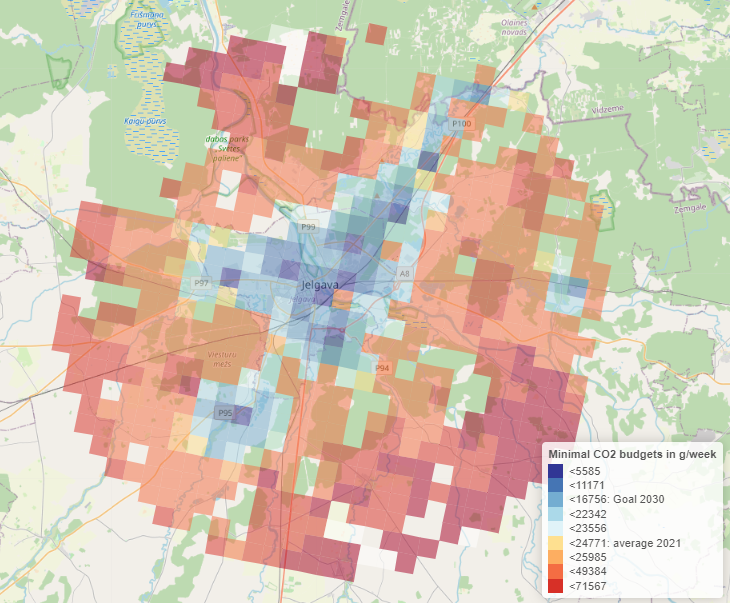 Zemgale
Frišmaņa
purvs
Olaines
novads
Vidzeme
P100
Kaigu purvs
dabas parks
"Svētes
paliene"
Zemgale
P99
A8
P97
Jelgava
Jelgava
Viesturu
mežs
P94
P95
Minimal CO2 budgets in g/week
<5585
<11171
<16756: Goal 2030
<22342
<23556
<24771: average 2021
<25985
<49384
<71567